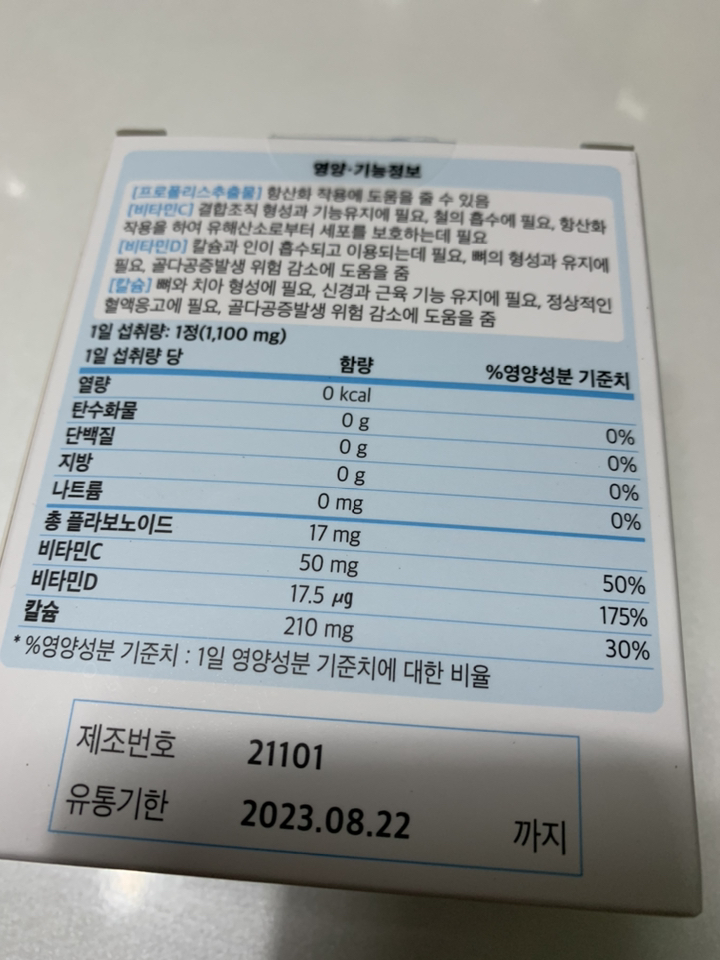 영양·기능정보
[프로폴리스추출물] 항산화 작용에 도움을 줄 수 있음
[비타민C] 결합조직 형성과 기능유지에 필요, 철의 흡수에 필요, 항산화
작용을 하여 유해산소로부터 세포를 보호하는데 필요
[비타민D] 칼슘과 인이 흡수되고 이용되는데 필요, 뼈의 형성과 유지에
필요, 골다공증발생 위험 감소에 도움을 줌
[칼슘] 뼈와 치아 형성에 필요, 신경과 근육 기능 유지에 필요, 정상적인
혈액응고에 필요, 골다공증발생 위험 감소에 도움을 줌
1일 섭취량: 1정(1,100 mg)
1일 섭취량 당 함량 %영양성분 기준치
열량 0 kcal
탄수화물 0 g 0%
단백질 0 g 0%
지방 0 g 0%
나트륨 0 mg 0%
총 플라보노이드 17 mg
비타민C 50 mg 50%
비타민D 17.5 μg 175%
칼슘 210 mg 30%
* %영양성분 기준치 : 1일 영양성분 기준치에 대한 비율
제조번호 21101
유통기한 2023.08.22 까지